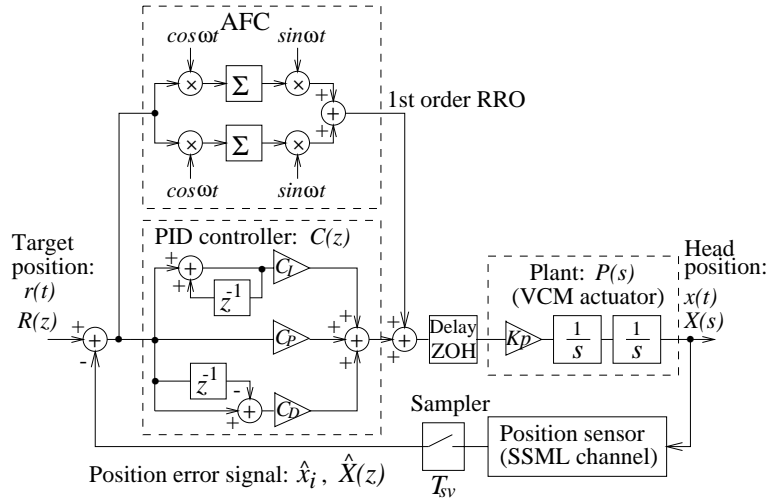 AFC
cosωt
sinωt
×
Σ
×
+
+
+
1st order RRO
×
Σ
×
cosωt
sinωt
Target
position:
r(t)
R(z)
PID controller: C(z)
+
+
+
C_I
z^-1
C_P
z^-1
-
+
+
C_D
+
+
+
+
+
+
+
+
+
-
Delay
ZOH
Plant: P(s)
(VCM actuator)
Kp
1/s
1/s
Head
position:
x(t)
X(s)
Sampler
T_sv
Position sensor
(SSML channel)
Position error signal: x̂_i , X̂(z)